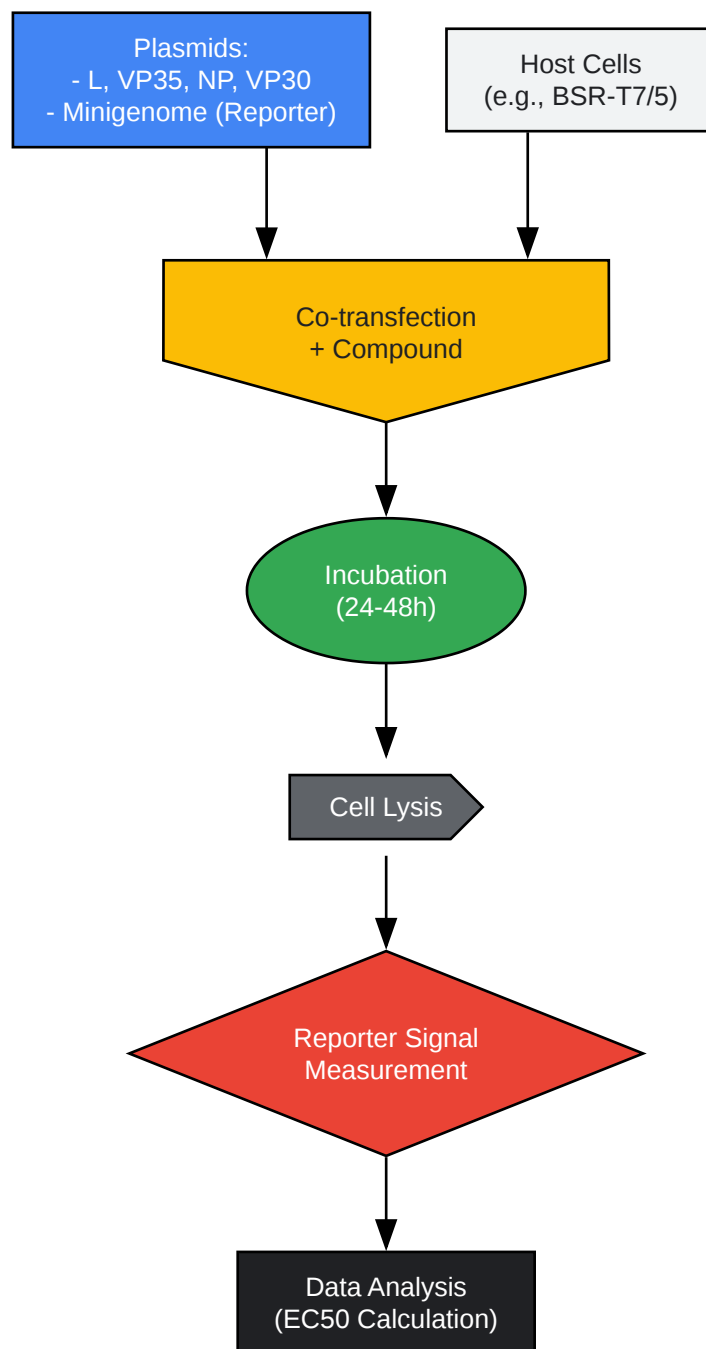 Plasmids:
- L, VP35, NP, VP30
- Minigenome (Reporter)
Host Cells
(e.g., BSR-T7/5)
Co-transfection
+ Compound
Incubation
(24-48h)
Cell Lysis
Reporter Signal
Measurement
Data Analysis
(EC50 Calculation)